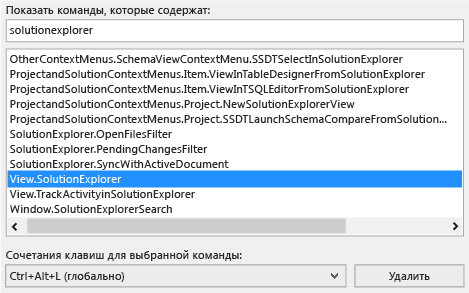 Показать команды, которые содержат:
solutionexplorer
OtherContextMenus.SchemaViewContextMenu.SSDTSelectInSolutionExplorer
ProjectandSolutionContextMenus.Item.ViewInTableDesignerFromSolutionExplorer
ProjectandSolutionContextMenus.Item.ViewInTSQLEditorFromSolutionExplorer
ProjectandSolutionContextMenus.Project.NewSolutionExplorerView
ProjectandSolutionContextMenus.Project.SSDTLaunchSchemaCompareFromSolution...
SolutionExplorer.OpenFilesFilter
SolutionExplorer.PendingChangesFilter
SolutionExplorer.SyncWithActiveDocument
View.SolutionExplorer
View.TrackActivityinSolutionExplorer
Window.SolutionExplorerSearch
Сочетания клавиш для выбранной команды:
Ctrl+Alt+L (глобально) Удалить